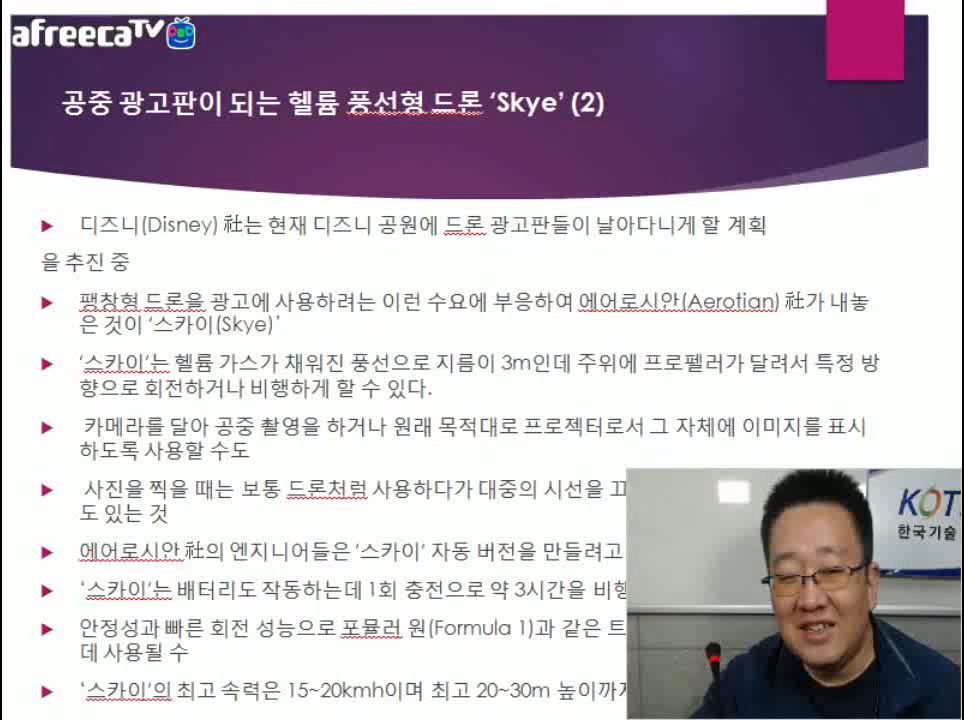 afreecaTV
공중 광고판이 되는 헬륨 풍선형 드론 ‘Skye’ (2)
디즈니(Disney) 社는 현재 디즈니 공원에 드론 광고판들이 날아다니게 할 계획
을 추진 중
팽창형 드론을 광고에 사용하려는 이런 수요에 부응하여 에어로시안(Aerotian) 社가 내놓
은 것이 ‘스카이(Skye)’
‘스카이’는 헬륨 가스가 채워진 풍선으로 지름이 3m인데 주위에 프로펠러가 달려서 특정 방
향으로 회전하거나 비행하게 할 수 있다.
카메라를 달아 공중 촬영을 하거나 원래 목적대로 프로젝터로서 그 자체에 이미지를 표시
하도록 사용할 수도
사진을 찍을 때는 보통 드론처럼 사용하다가 대중의 시선을 끄
도 있는 것
에어로시안 社의 엔지니어들은 ‘스카이’ 자동 버전을 만들려고
‘스카이’는 배터리도 작동하는데 1회 충전으로 약 3시간을 비행
안정성과 빠른 회전 성능으로 포뮬러 원(Formula 1)과 같은 트
데 사용될 수
‘스카이’의 최고 속력은 15~20kmh이며 최고 20~30m 높이까지
KOT
한국기술